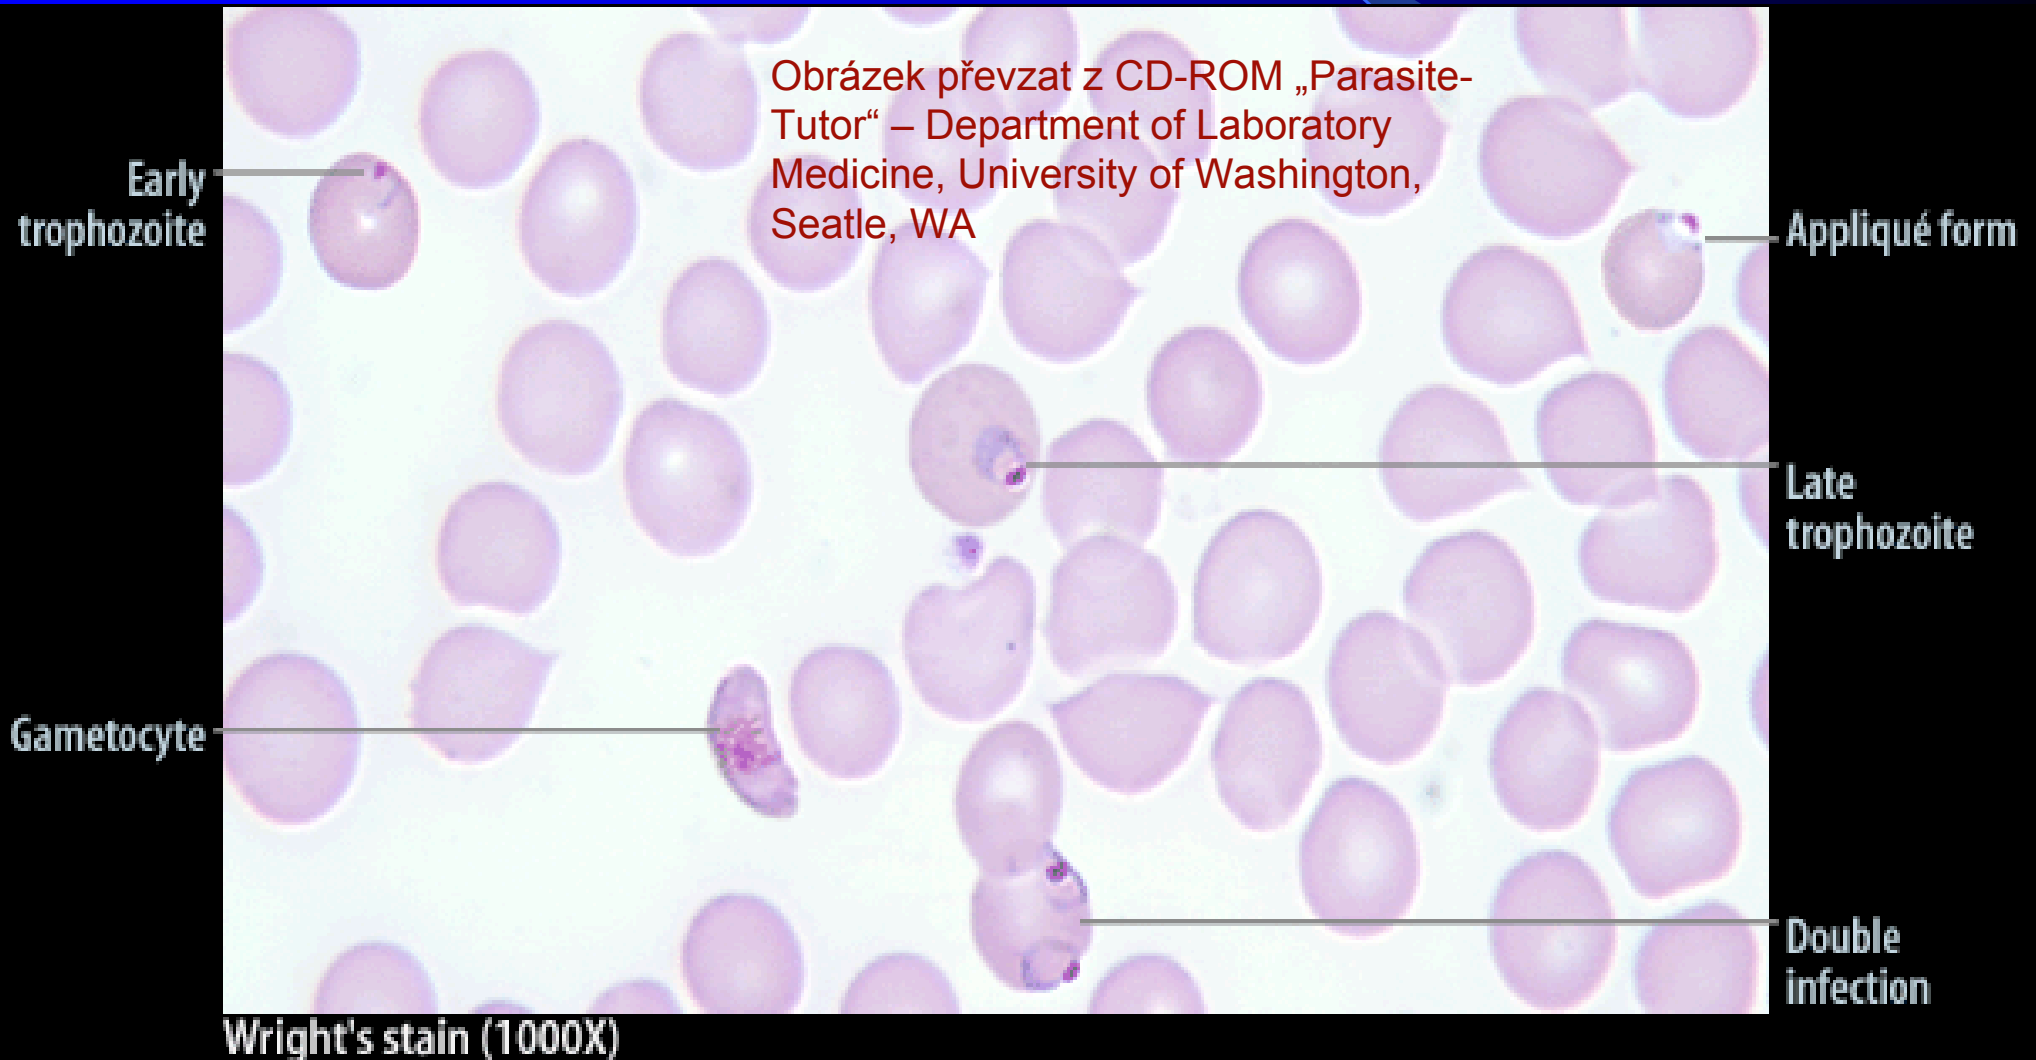 Obrázek převzat z CD-ROM „Parasite-
Tutor“ – Department of Laboratory
Medicine, University of Washington,
Seatle, WA
Early
trophozoite
Appliqué form
Late
trophozoite
Gametocyte
Double
infection
Wright's stain (1000X)